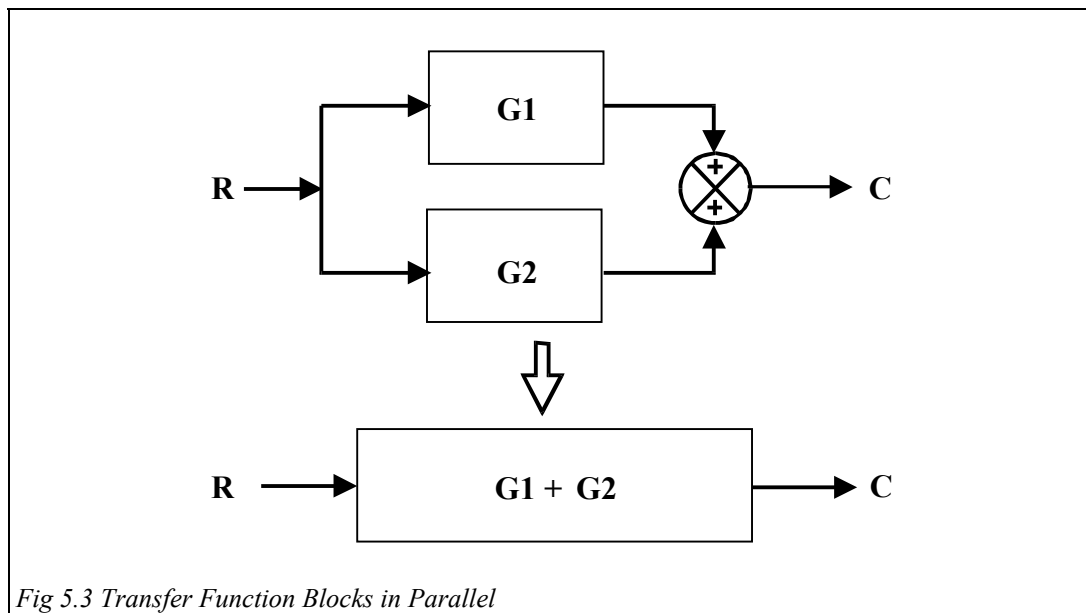 G1
+
R
C
+
G2
R
G1 + G2
C
Fig 5.3 Transfer Function Blocks in Parallel